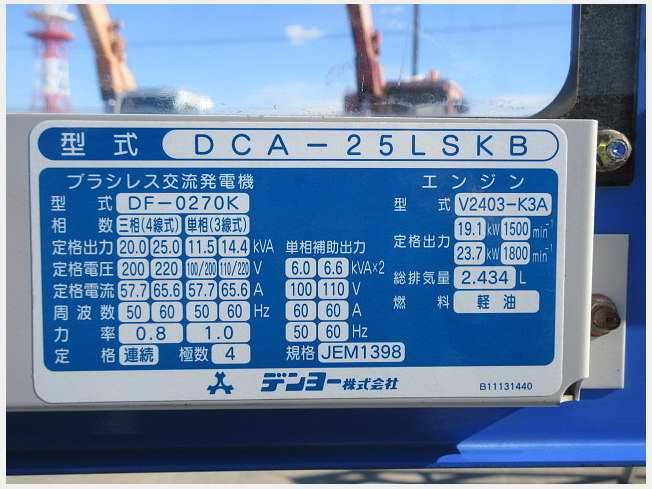 型式 DCA-25LSKB
ブラシレス交流発電機
型式 DF-0270K
相数 三相(4線式) 単相(3線式)
定格出力 20.0 25.0 11.5 14.4 kVA
定格電圧 200 220 100/200 110/220 V
定格電流 57.7 65.6 57.7 65.6 A
周波数 50 60 50 60 Hz
力率 0.8 1.0
定格 連続 極数 4
単相補助出力
6.0 6.6 kVA×2
100 110 V
60 60 A
50 60 Hz
規格 JEM1398
エンジン
型式 V2403-K3A
定格出力 19.1 kW 1500 min⁻¹
23.7 kW 1800 min⁻¹
総排気量 2.434 L
燃料 軽油
デンヨー株式会社
B11131440